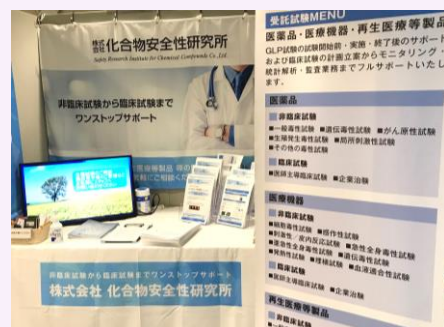 株式
会社 化合物安全性研究所
Safety Research Institute for Chemical Compounds Co., Ltd.
非臨床試験から臨床試験まで
ワンストップサポート
非臨床試験から臨床試験までワンストップサポート
株式会社 化合物安全性研究所
受託試験MENU
医薬品・医療機器・再生医療等製品
GLP試験の試験開始前・実施・終了後のサポート
および臨床試験の計画立案からモニタリング・
統計解析・監査業務までフルサポートいたし
ます。
医薬品
非臨床試験
■一般毒性試験 ■遺伝毒性試験 ■がん原性試験
■生殖発生毒性試験 ■局所刺激性試験
■その他の毒性試験
臨床試験
■医師主導臨床試験 ■企業治験
医療機器
非臨床試験
■細胞毒性試験 ■感作性試験
■刺激性/皮内反応試験 ■急性全身毒性試験
■亜急性全身毒性試験 ■遺伝毒性試験
■発熱性試験 ■埋植試験 ■血液適合性試験
臨床試験
■医師主導臨床試験 ■企業治験
再生医療等製品
非臨床試験